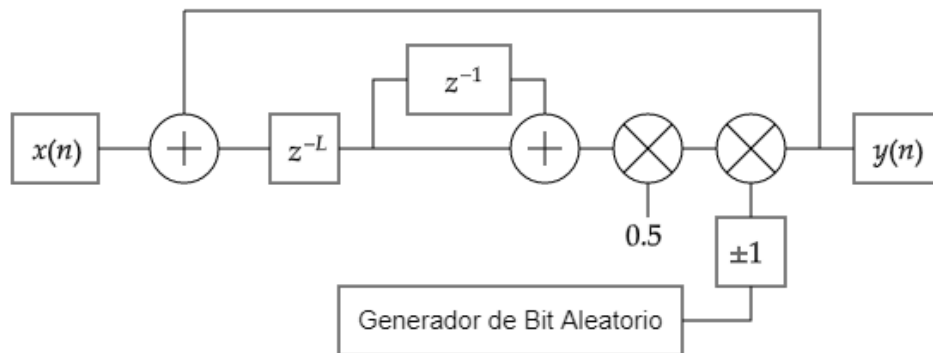 z⁻¹
x(n)
+
z⁻ᴸ
+
y(n)
0.5
±1
Generador de Bit Aleatorio